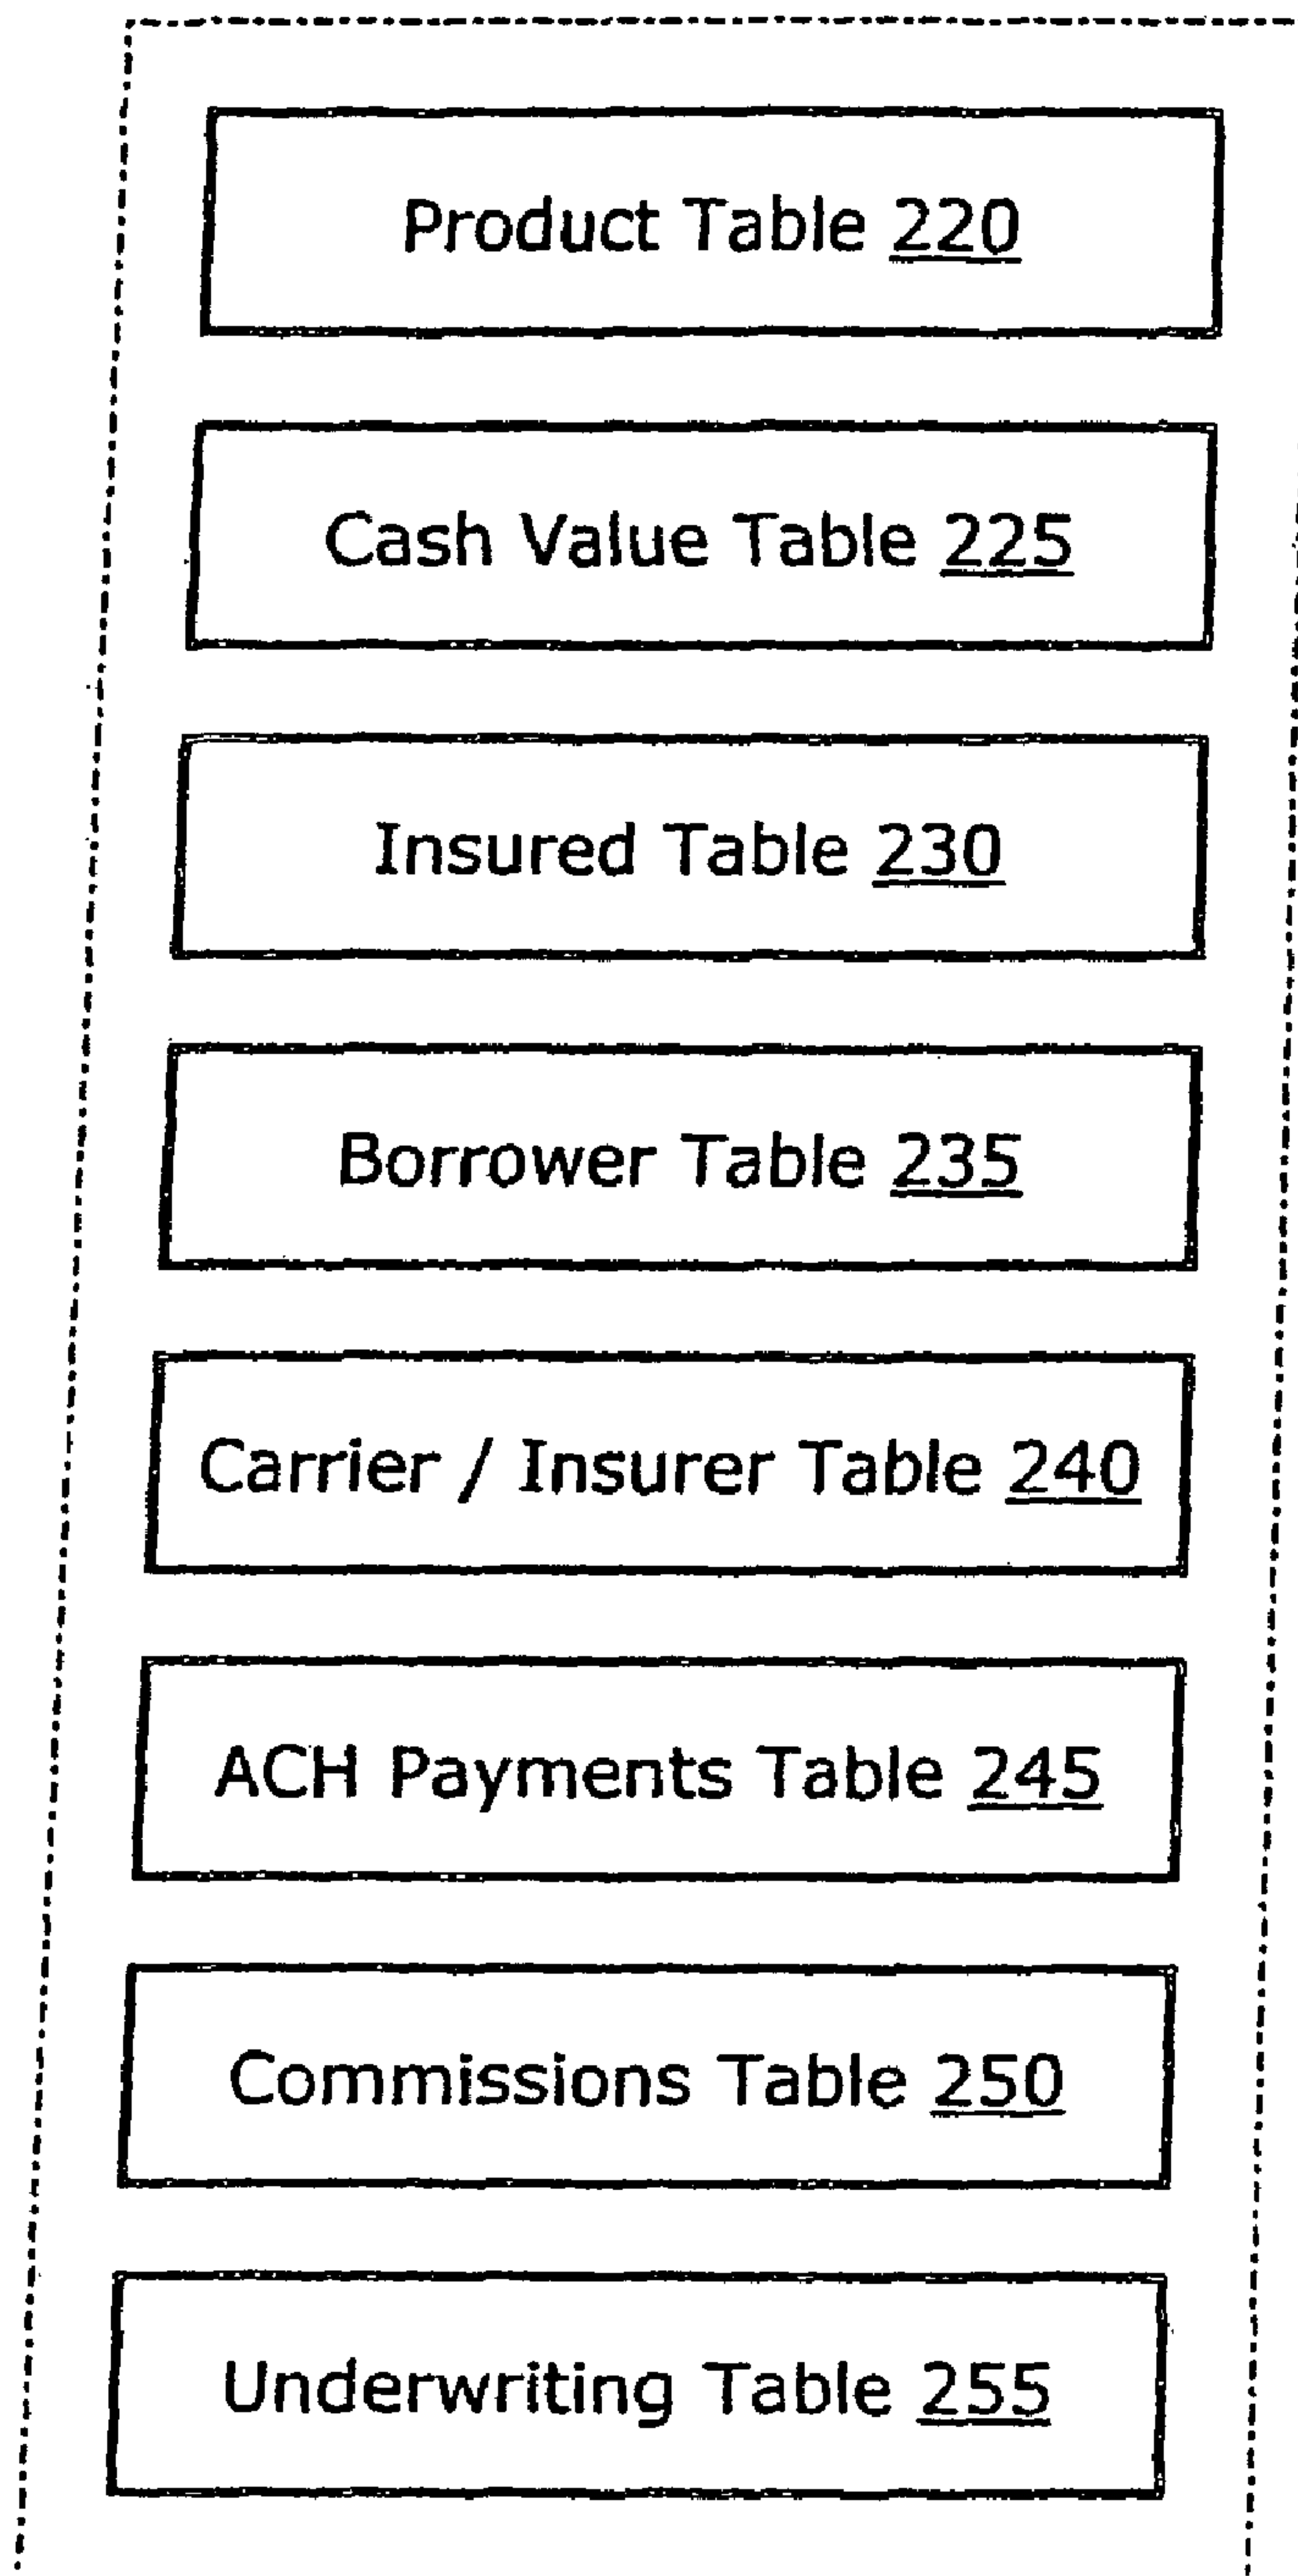 Product Table 220
Cash Value Table 225
Insured Table 230
Borrower Table 235
Carrier / Insurer Table 240
ACH Payments Table 245
Commissions Table 250
Underwriting Table 255